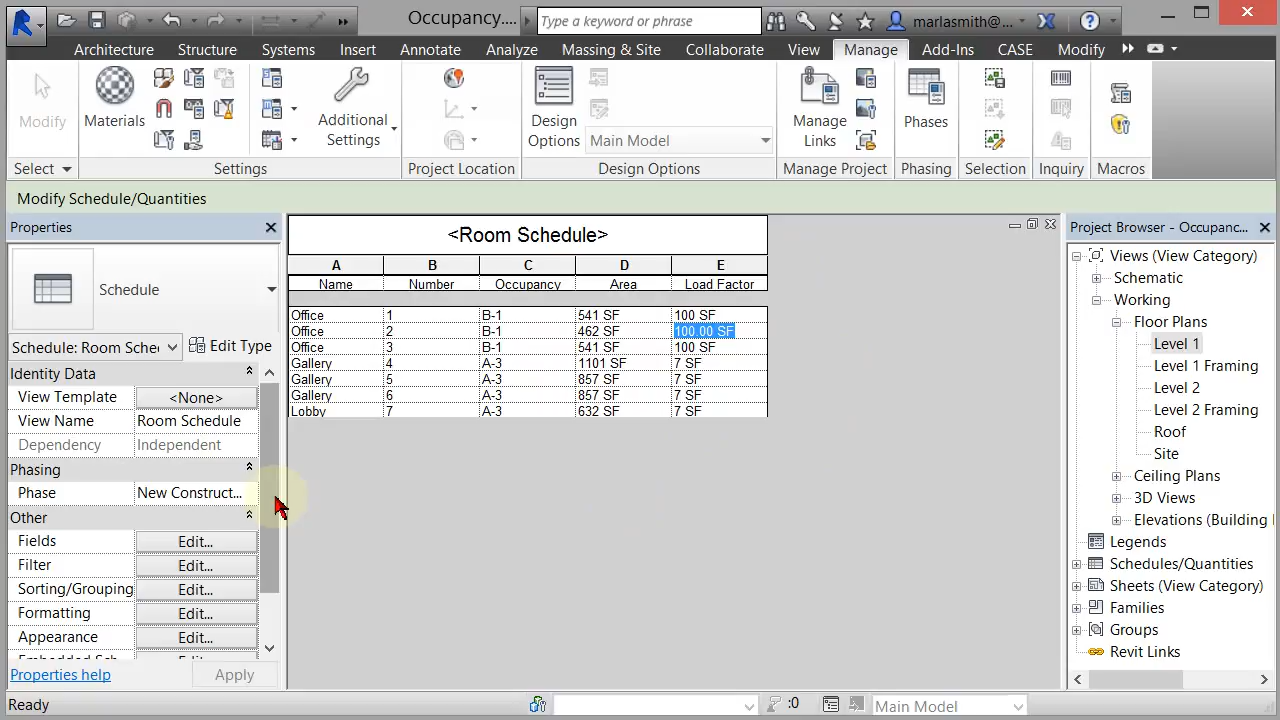 Occupancy....
Type a keyword or phrase
marlasmith@...
Architecture Structure Systems Insert Annotate Analyze Massing & Site Collaborate View Manage Add-Ins CASE Modify
Modify
Materials
Additional Settings
Design Options
Main Model
Manage Links
Phases
Select Settings Project Location Design Options Manage Project Phasing Selection Inquiry Macros
Modify Schedule/Quantities
Properties
Schedule
Schedule: Room Sche
Edit Type
Identity Data
View Template <None>
View Name Room Schedule
Dependency Independent
Phasing
Phase New Construct...
Other
Fields Edit...
Filter Edit...
Sorting/Grouping Edit...
Formatting Edit...
Appearance Edit...
Properties help
Apply
<Room Schedule>
A B C D E
Name Number Occupancy Area Load Factor
Office 1 B-1 541 SF 100 SF
Office 2 B-1 462 SF 100.00 SF
Office 3 B-1 541 SF 100 SF
Gallery 4 A-3 1101 SF 7 SF
Gallery 5 A-3 857 SF 7 SF
Gallery 6 A-3 857 SF 7 SF
Lobby 7 A-3 632 SF 7 SF
Project Browser - Occupanc...
Views (View Category)
Schematic
Working
Floor Plans
Level 1
Level 1 Framing
Level 2
Level 2 Framing
Roof
Site
Ceiling Plans
3D Views
Elevations (Building
Legends
Schedules/Quantities
Sheets (View Category)
Families
Groups
Revit Links
Ready
:0
Main Model